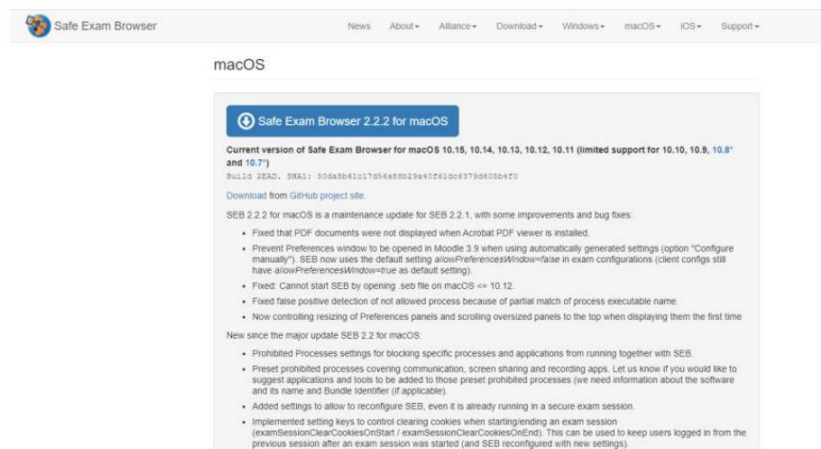 Safe Exam Browser
News About Alliance Download Windows macOS iOS Support
macOS
Safe Exam Browser 2.2.2 for macOS
Current version of Safe Exam Browser for macOS 10.15, 10.14, 10.13, 10.12, 10.11 (limited support for 10.10, 10.9, 10.8*
and 10.7*)
Build 2EAD, SHA1:
Download from GitHub project site.
SEB 2.2.2 for macOS is a maintenance update for SEB 2.2.1, with some improvements and bug fixes:
• Fixed that PDF documents were not displayed when Acrobat PDF viewer is installed.
• Prevent Preferences window to be opened in Moodle 3.9 when using automatically generated settings (option "Configure
manually"). SEB now uses the default setting allowPreferencesWindow=false in exam configurations (client configs still
have allowPreferencesWindow=true as default setting).
• Fixed: Cannot start SEB by opening .seb file on macOS <= 10.12.
• Fixed false positive detection of not allowed process because of partial match of process executable name.
• Now controlling resizing of Preferences panels and scrolling oversized panels to the top when displaying them the first time
New since the major update SEB 2.2 for macOS:
• Prohibited Processes settings for blocking specific processes and applications from running together with SEB.
• Preset prohibited processes covering communication, screen sharing and recording apps. Let us know if you would like to
suggest applications and tools to be added to those preset prohibited processes (we need information about the software
and its name and Bundle Identifier (if applicable).
• Added settings to allow to reconfigure SEB, even it is already running in a secure exam session.
• Implemented setting keys to control clearing cookies when starting/ending an exam session
(examSessionClearCookiesOnStart / examSessionClearCookiesOnEnd). This can be used to keep users logged in from the
previous session after an exam session was started (and SEB reconfigured with new settings).